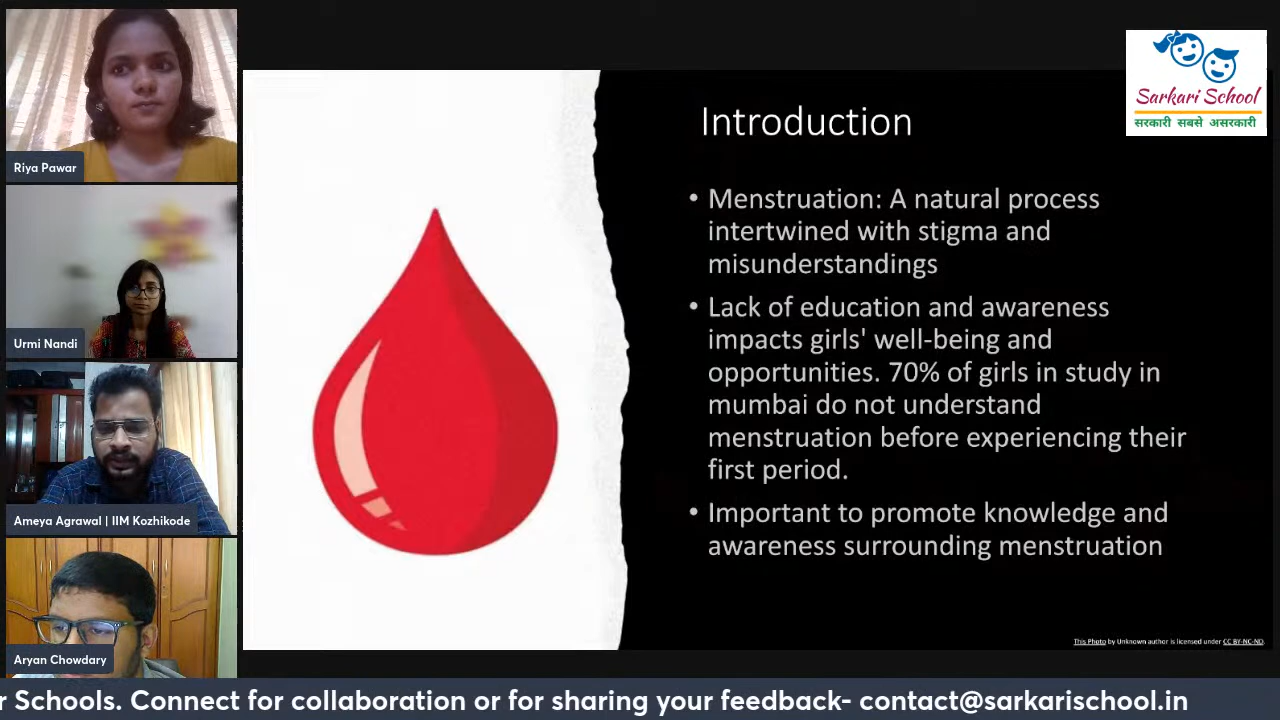 Riya Pawar
Urmi Nandi
Ameya Agrawal | IIM Kozhikode
Aryan Chowdary
Sarkari School
सरकारी सबसे असरकारी
Introduction
• Menstruation: A natural process
intertwined with stigma and
misunderstandings
• Lack of education and awareness
impacts girls' well-being and
opportunities. 70% of girls in study in
mumbai do not understand
menstruation before experiencing their
first period.
• Important to promote knowledge and
awareness surrounding menstruation
This Photo by Unknown author is licensed under CC BY-NC-ND.
r Schools. Connect for collaboration or for sharing your feedback- contact@sarkarischool.in